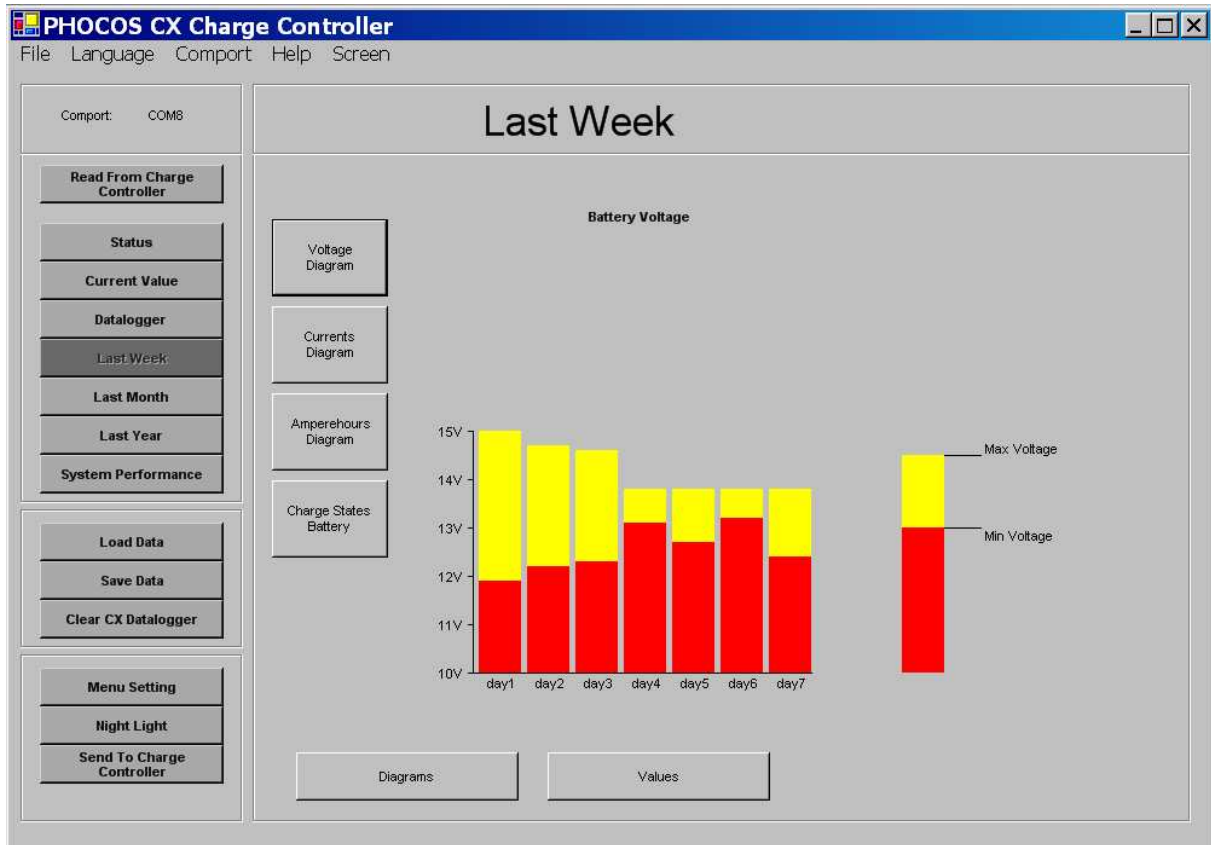 PHOCOS CX Charge Controller
File Language Comport Help Screen
Comport: COM8
Last Week
Read From Charge
Controller
Status
Current Value
Datalogger
Last Week
Last Month
Last Year
System Performance
Load Data
Save Data
Clear CX Datalogger
Menu Setting
Night Light
Send To Charge
Controller
Voltage
Diagram
Currents
Diagram
Amperehours
Diagram
Charge States
Battery
Battery Voltage
15V
14V
13V
12V
11V
10V
day1 day2 day3 day4 day5 day6 day7
Max Voltage
Min Voltage
Diagrams
Values